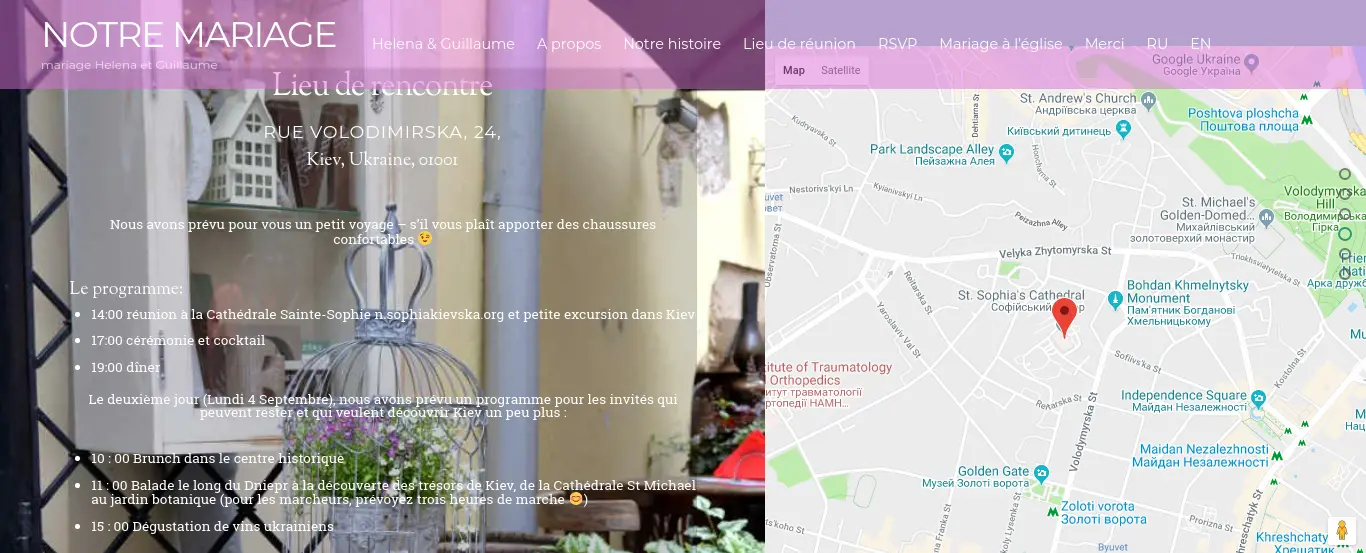 NOTRE MARIAGE
mariage Helena et Guillaume
Helena & Guillaume A propos Notre histoire Lieu de réunion RSVP Mariage à l'église Merci RU EN
Lieu de rencontre
RUE VOLODIMIRSKA, 24,
Kiev, Ukraine, 01001
Nous avons prévu pour vous un petit voyage – s'il vous plaît apporter des chaussures
confortables 😉
Le programme:
14:00 réunion à la Cathédrale Sainte-Sophie n.sophiakievska.org et petite excursion dans Kiev
17:00 cérémonie et cocktail
19:00 dîner
Le deuxième jour (Lundi 4 Septembre), nous avons prévu un programme pour les invités qui
peuvent rester et qui veulent découvrir Kiev un peu plus :
10 : 00 Brunch dans le centre historique
11 : 00 Balade le long du Dniepr à la découverte des trésors de Kiev, de la Cathédrale St Michael
au jardin botanique (pour les marcheurs, prévoyez trois heures de marche 😊)
15 : 00 Dégustation de vins ukrainiens
Map Satellite
Google Ukraine
Google Україна
St. Andrew's Church
Андріївська церква
Poshtova ploshcha
Поштова площа
Київський дитинець
Park Landscape Alley
Пейзажна Алея
Dehtiarna St
Honchara St
Kudryavska St
Nestorivs'kyi Ln
Kyianivskyi Ln
Peizazhna Alley
St. Michael's
Golden-Domed...
Михайлівський
золотоверхий монастир
Volodymyrska
Hill
Володимирська
Гірка
Velyka Zhytomyrska St
Observatorna St
Reitarska St
Yaroslaviv Val St
St. Sophia's Cathedral
Bohdan Khmelnytsky
Monument
Пам'ятник Богданові
Хмельницькому
Sofiivs'ka St
Kostolna St
titute of Traumatology
Orthopedics
итут травматології
ртопедії НАМН...
Reitarska St
Volodymyrska St
Independence Square
Майдан Незалежності
Maidan Nezalezhnosti
Майдан Незалежності
Golden Gate
Музей Золоті ворота
Zoloti vorota
Золоті ворота
Prorizna St
Khreshchatyk
Хрещатик
Byuvet